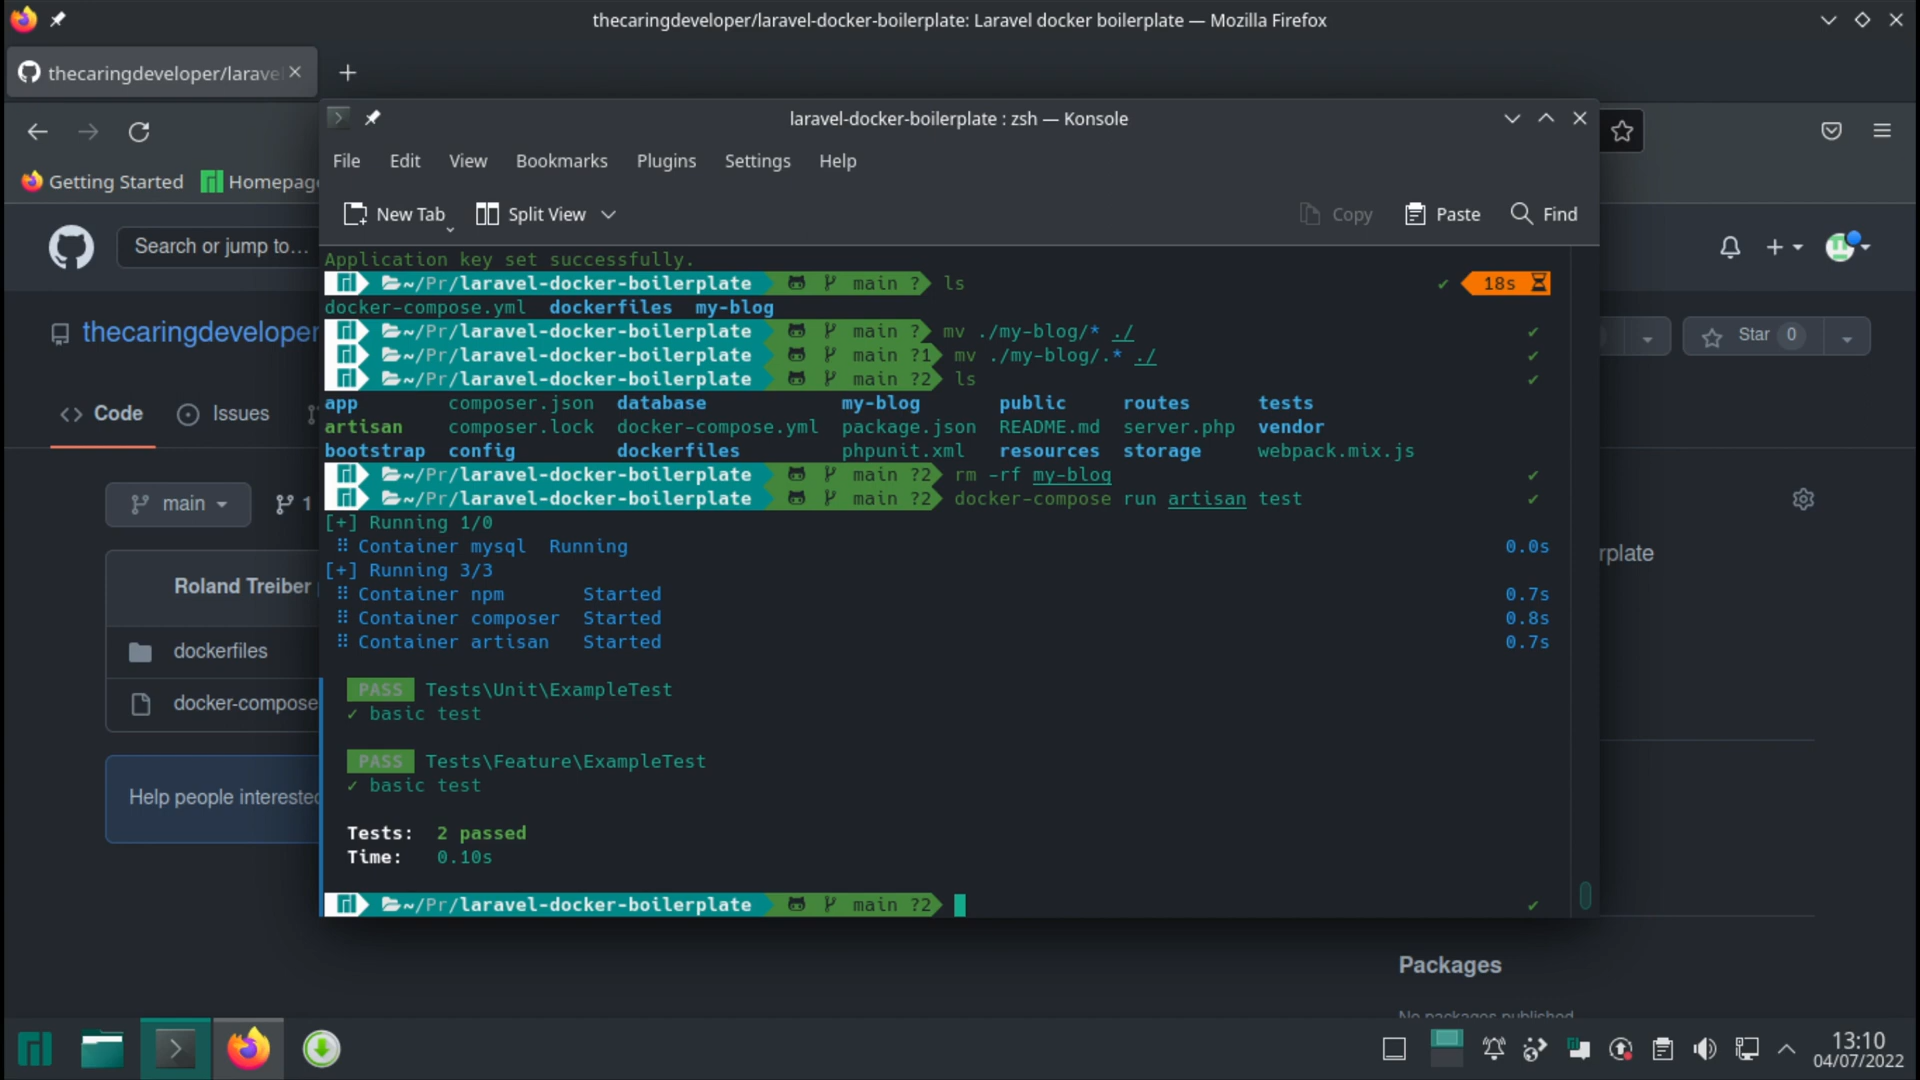 thecaringdeveloper/laravel-docker-boilerplate: Laravel docker boilerplate — Mozilla Firefox
thecaringdeveloper/larave
laravel-docker-boilerplate : zsh — Konsole
File Edit View Bookmarks Plugins Settings Help
Getting Started
Homepag
New Tab Split View Copy Paste Find
Search or jump to...
Application key set successfully.
~/Pr/laravel-docker-boilerplate main ? ls ✔ 18s
docker-compose.yml dockerfiles my-blog
~/Pr/laravel-docker-boilerplate main ? mv ./my-blog/* ./ ✔
~/Pr/laravel-docker-boilerplate main ?1 mv ./my-blog/.* ./ ✔
~/Pr/laravel-docker-boilerplate main ?2 ls ✔
app composer.json database my-blog public routes tests
artisan composer.lock docker-compose.yml package.json README.md server.php vendor
bootstrap config dockerfiles phpunit.xml resources storage webpack.mix.js
~/Pr/laravel-docker-boilerplate main ?2 rm -rf my-blog ✔
~/Pr/laravel-docker-boilerplate main ?2 docker-compose run artisan test ✔
[+] Running 1/0
⠿ Container mysql Running 0.0s
[+] Running 3/3
⠿ Container npm Started 0.7s
⠿ Container composer Started 0.8s
⠿ Container artisan Started 0.7s
PASS Tests\Unit\ExampleTest
✓ basic test
PASS Tests\Feature\ExampleTest
✓ basic test
Tests: 2 passed
Time: 0.10s
~/Pr/laravel-docker-boilerplate main ?2 ✔
thecaringdeveloper
Star 0
Code Issues
main 1
rplate
Roland Treiber
dockerfiles
docker-compose
Help people interested
Packages
No packages published
13:10
04/07/2022